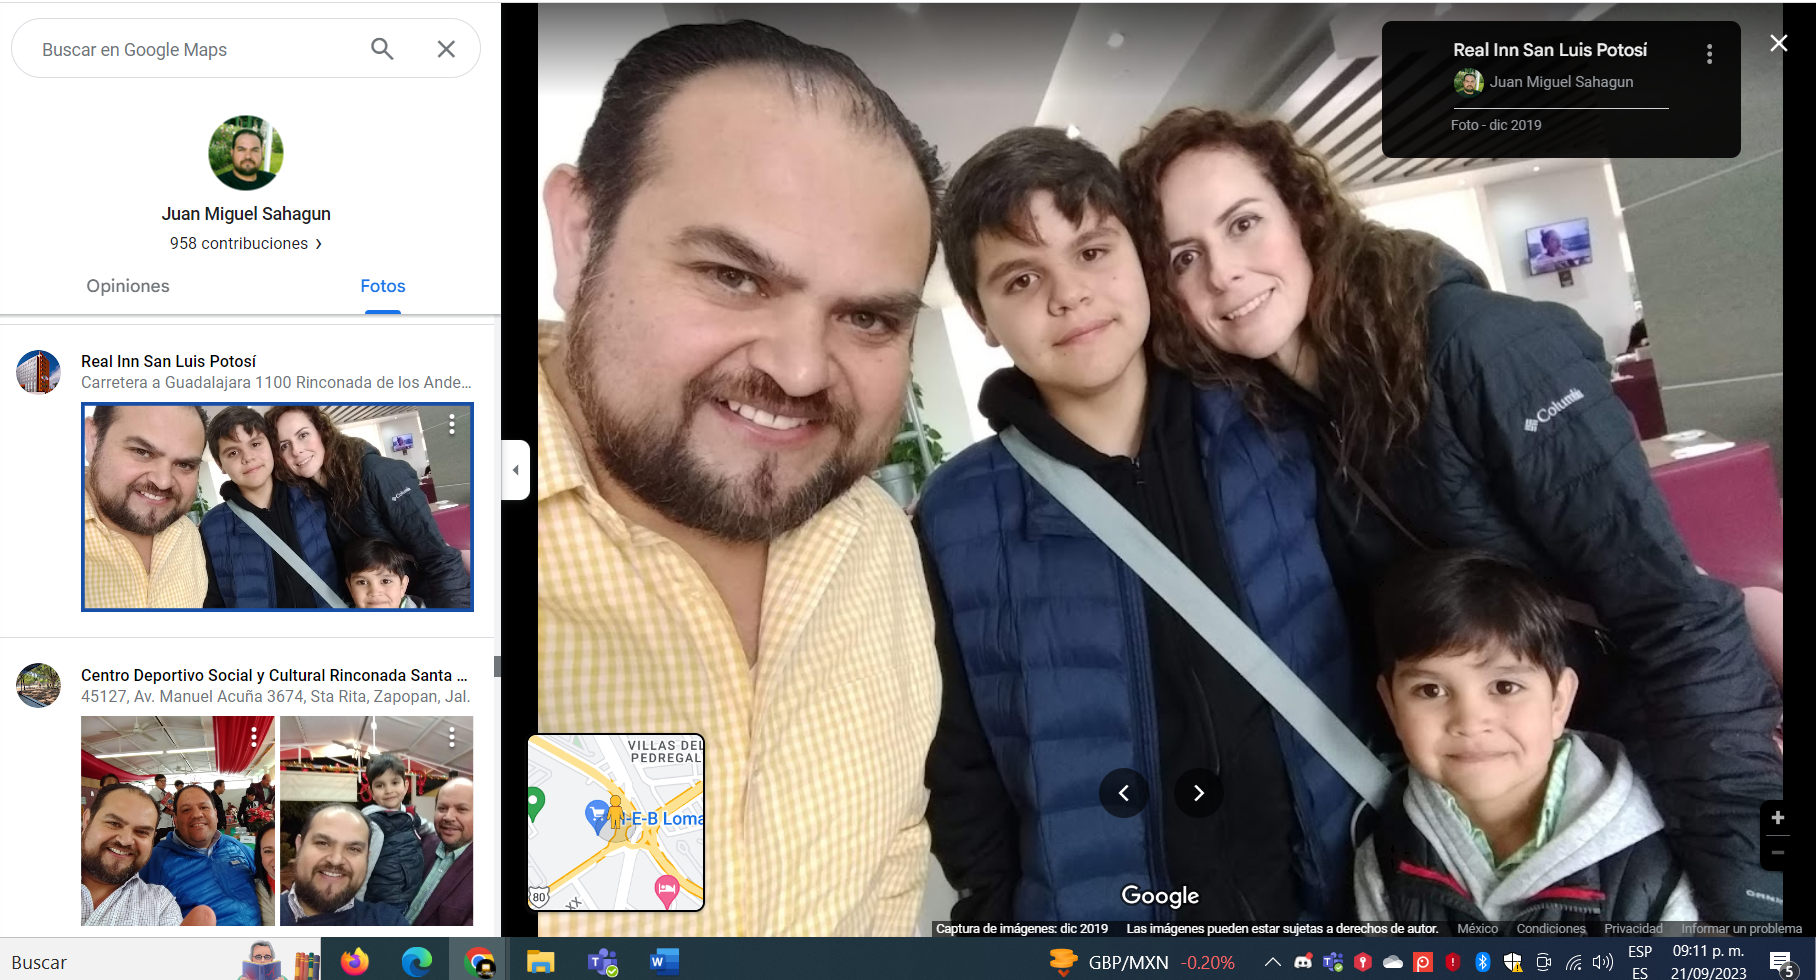 Buscar en Google Maps
Juan Miguel Sahagun
958 contribuciones ›
Opiniones
Fotos
Real Inn San Luis Potosí
Carretera a Guadalajara 1100 Rinconada de los Ande...
Centro Deportivo Social y Cultural Rinconada Santa ...
45127, Av. Manuel Acuña 3674, Sta Rita, Zapopan, Jal.
Real Inn San Luis Potosí
Juan Miguel Sahagun
Foto - dic 2019
Columbia
VILLAS DEL
PEDREGAL
H-E-B Loma
80
XX
Google
Captura de imágenes: dic 2019 Las imágenes pueden estar sujetas a derechos de autor. México Condiciones Privacidad Informar un problema
Buscar
GBP/MXN -0.20%
ESP
ES
09:11 p. m.
21/09/2023
5